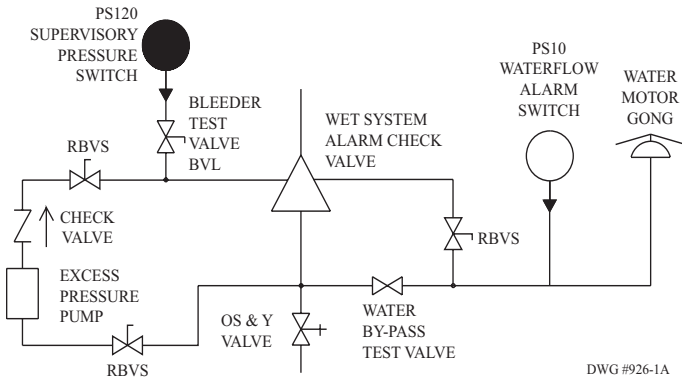 PS120
SUPERVISORY
PRESSURE
SWITCH
BLEEDER
TEST
VALVE
BVL
WET SYSTEM
ALARM CHECK
VALVE
PS10
WATERFLOW
ALARM
SWITCH
WATER
MOTOR
GONG
RBVS
CHECK
VALVE
RBVS
EXCESS
PRESSURE
PUMP
OS & Y
VALVE
WATER
BY-PASS
TEST VALVE
RBVS
DWG #926-1A